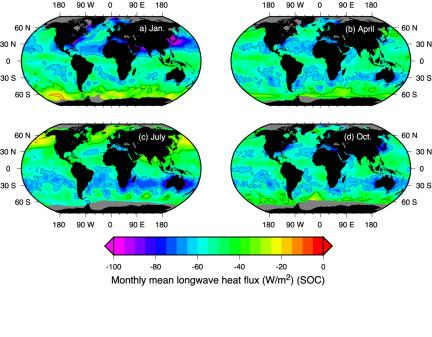 180 90 W 0 90 E 180
180 90 W 0 90 E 180
a) Jan.
(b) April
60 N
30 N
0
30 S
60 S
60 N
30 N
0
30 S
60 S
(c) July
(d) Oct.
60 N
30 N
0
30 S
60 S
60 N
30 N
0
30 S
60 S
180 90 W 0 90 E 180
180 90 W 0 90 E 180
-100 -80 -60 -40 -20 0
Monthly mean longwave heat flux (W/m²) (SOC)